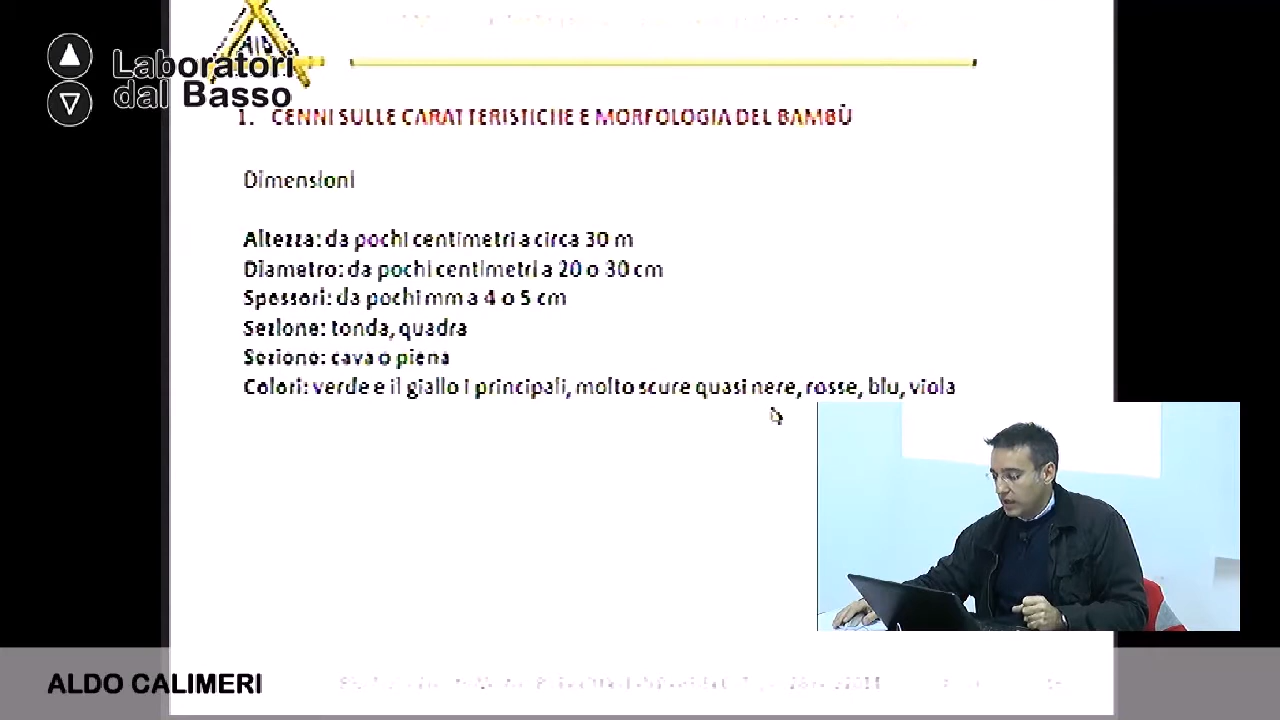 AIB
Laboratori
dal Basso
1. CENNI SULLE CARATTERISTICHE E MORFOLOGIA DEL BAMBÙ
Dimensioni
Altezza: da pochi centimetri a circa 30 m
Diametro: da pochi centimetri a 20 o 30 cm
Spessori: da pochi mm a 4 o 5 cm
Sezione: tonda, quadra
Sezione: cava o piena
Colori: verde e il giallo i principali, molto scure quasi nere, rosse, blu, viola
ALDO CALIMERI